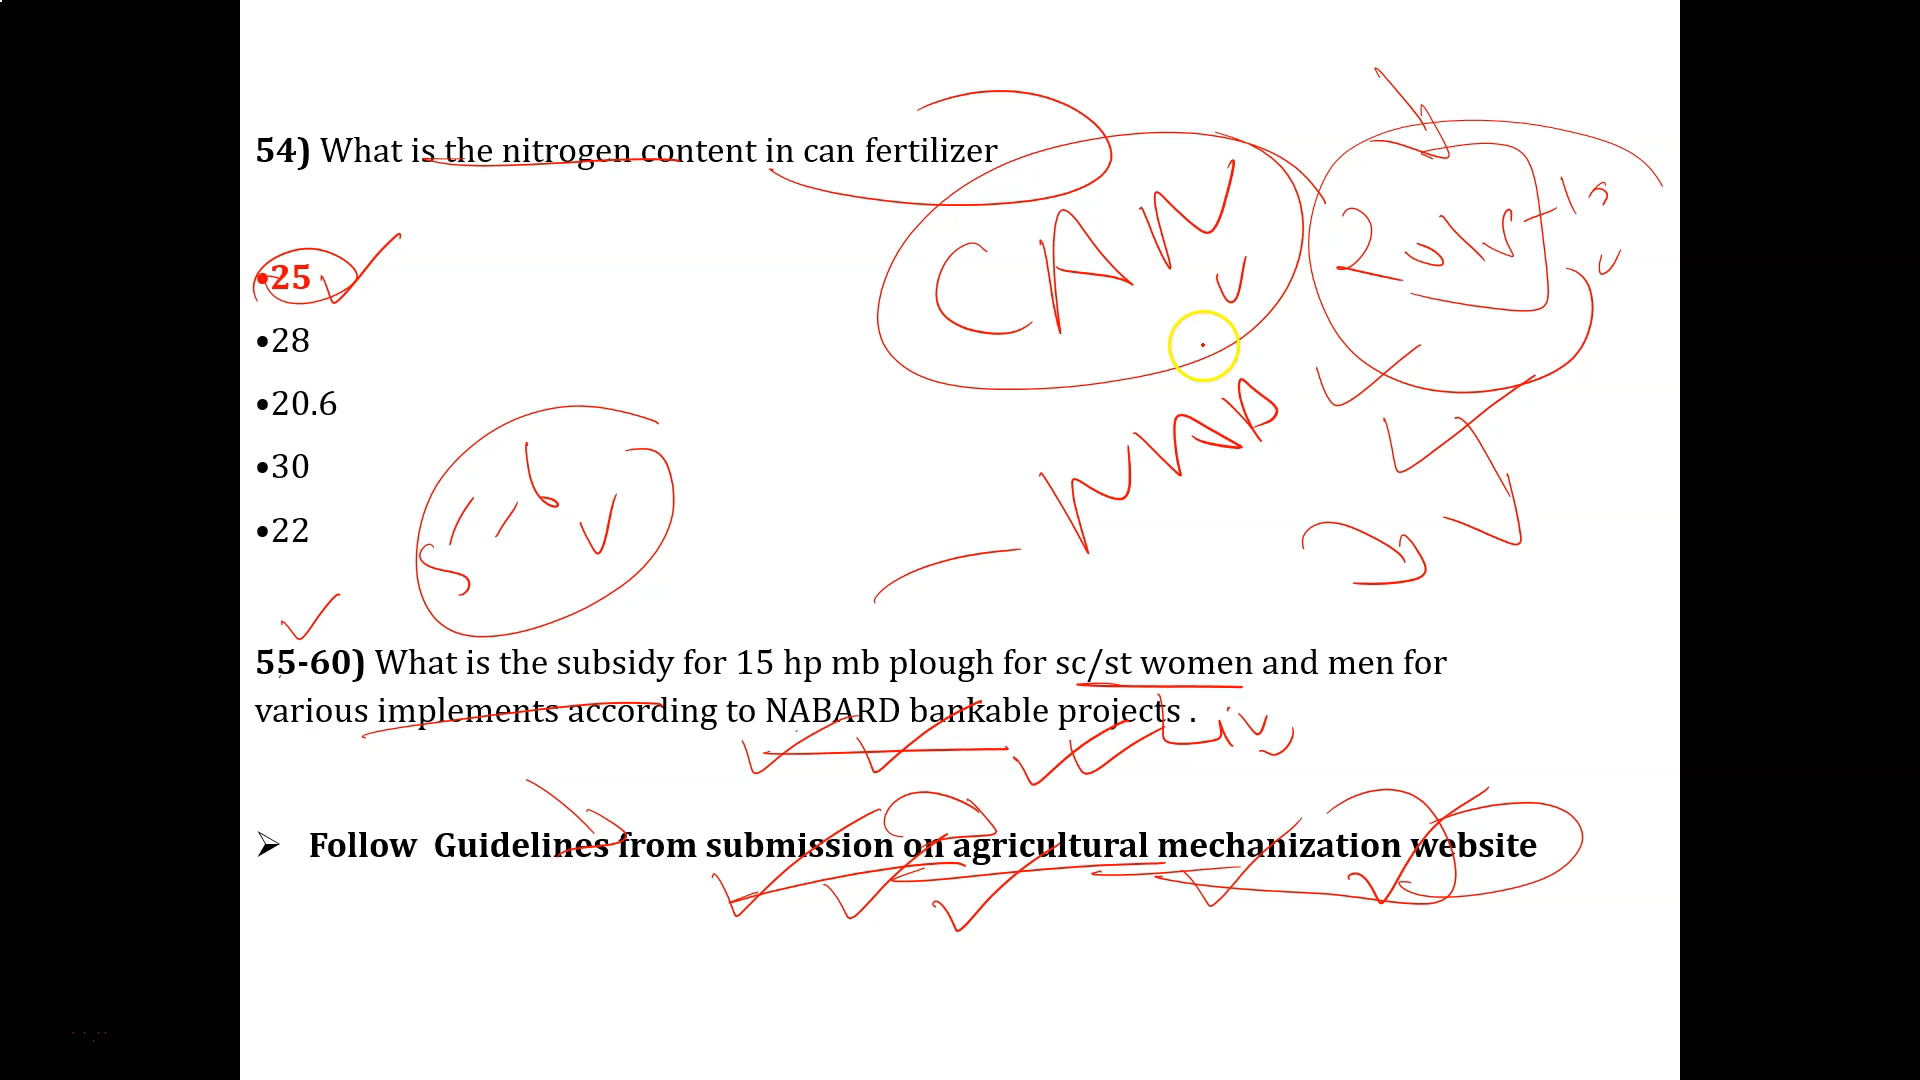 54) What is the nitrogen content in can fertilizer
•25
CAN
•28
•20.6
•30
•22
55-60) What is the subsidy for 15 hp mb plough for sc/st women and men for
various implements according to NABARD bankable projects .
➢ Follow Guidelines from submission on agricultural mechanization website